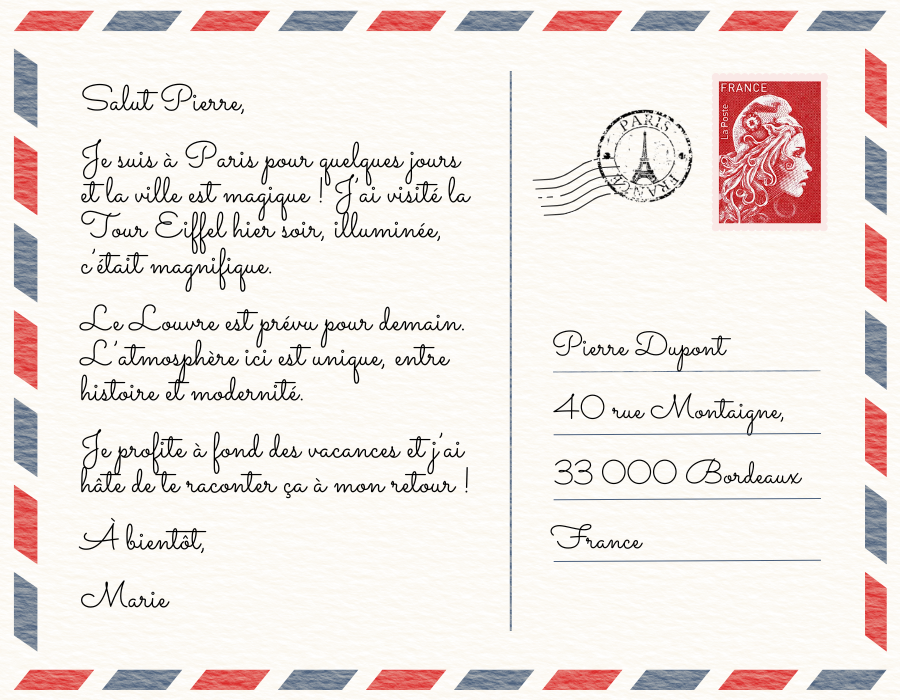 Salut Pierre,
Je suis à Paris pour quelques jours
et la ville est magique ! J'ai visité la
Tour Eiffel hier soir, illuminée,
c'était magnifique.
Le Louvre est prévu pour demain.
L'atmosphère ici est unique, entre
histoire et modernité.
Je profite à fond des vacances et j'ai
hâte de te raconter ça à mon retour !
À bientôt,
Marie
PARIS
FRANCE
FRANCE
La Poste
Pierre Dupont
40 rue Montaigne,
33 000 Bordeaux
France